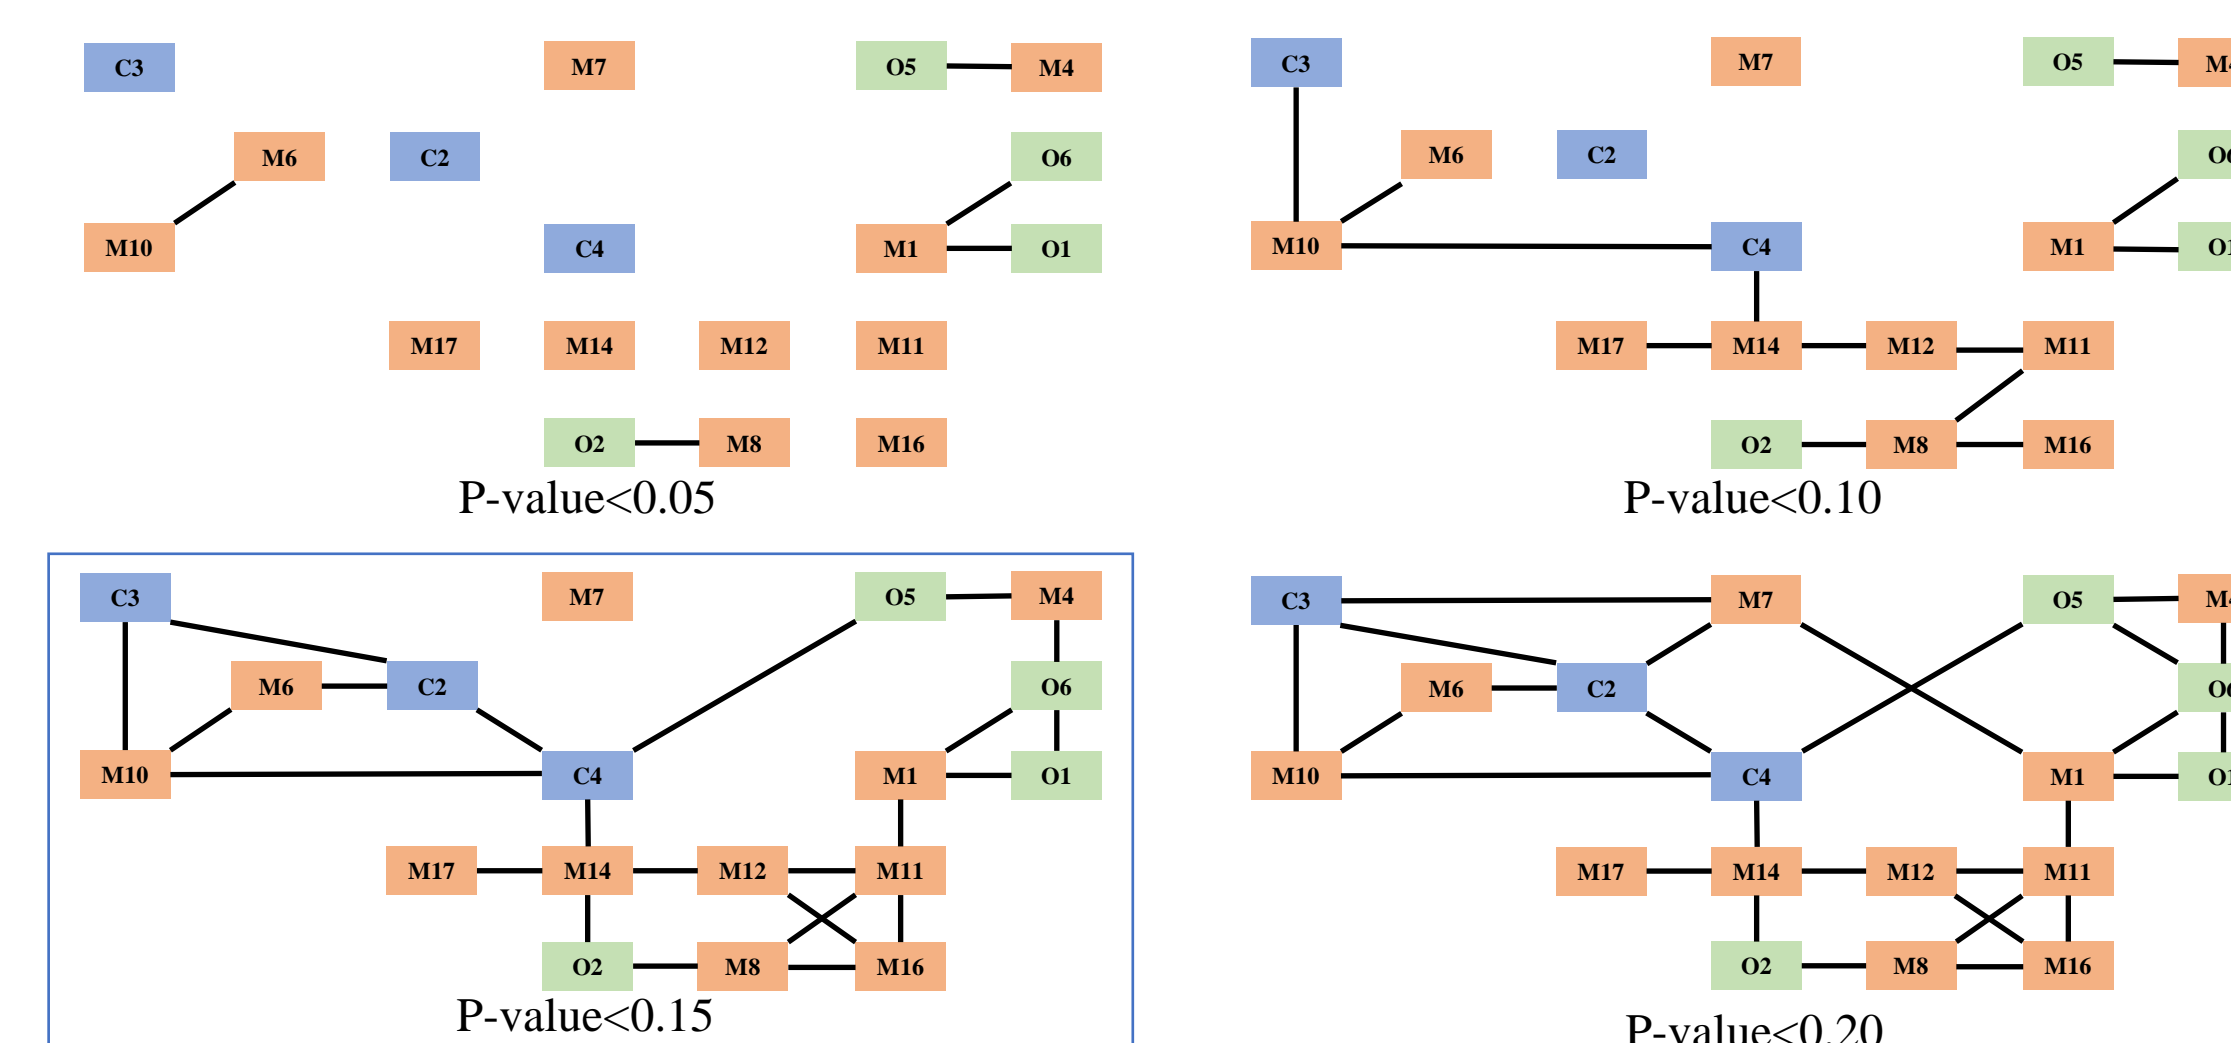 C3 M7 O5 M4
M6 C2 O6
M10 C4 M1 O1
M17 M14 M12 M11
O2 M8 M16
P-value<0.05
C3 M7 O5
M6 C2
M10 C4 M1
M17 M14 M12 M11
O2 M8 M16
P-value<0.10
C3 M7 O5 M4
M6 C2 O6
M10 C4 M1 O1
M17 M14 M12 M11
O2 M8 M16
P-value<0.15
C3 M7 O5
M6 C2
M10 C4 M1
M17 M14 M12 M11
O2 M8 M16
P-value<0.20